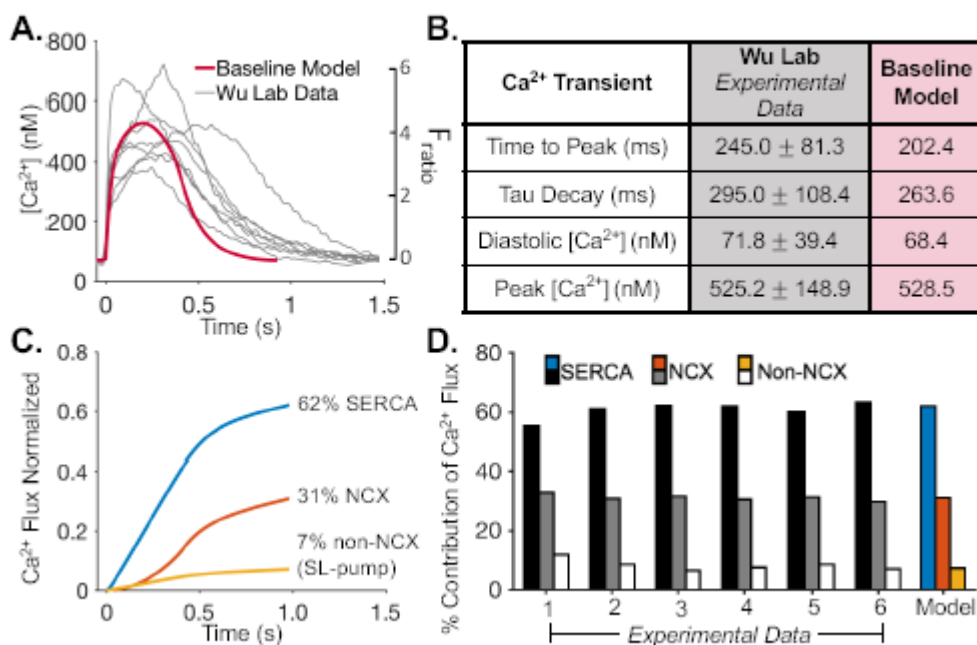 A.
800
600
400
200
0
[Ca²⁺] (nM)
Baseline Model
Wu Lab Data
6
4
2
0
F ratio
0
0.5
1
1.5
Time (s)
B.
Ca²⁺ Transient
Wu Lab
Experimental
Data
Baseline
Model
Time to Peak (ms)
245.0 ± 81.3
202.4
Tau Decay (ms)
295.0 ± 108.4
263.6
Diastolic [Ca²⁺] (nM)
71.8 ± 39.4
68.4
Peak [Ca²⁺] (nM)
525.2 ± 148.9
528.5
C.
0.8
0.6
0.4
0.2
0
Ca²⁺ Flux Normalized
62% SERCA
31% NCX
7% non-NCX
(SL-pump)
0
0.5
1.0
1.5
Time (s)
D.
80
60
40
20
0
% Contribution of Ca²⁺ Flux
SERCA
NCX
Non-NCX
1
2
3
4
5
6
Model
Experimental Data